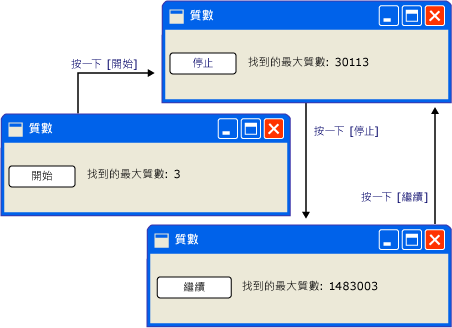 質數
停止
找到的最大質數: 30113
按一下 [開始]
質數
開始
找到的最大質數: 3
按一下 [停止]
按一下 [繼續]
質數
繼續
找到的最大質數: 1483003